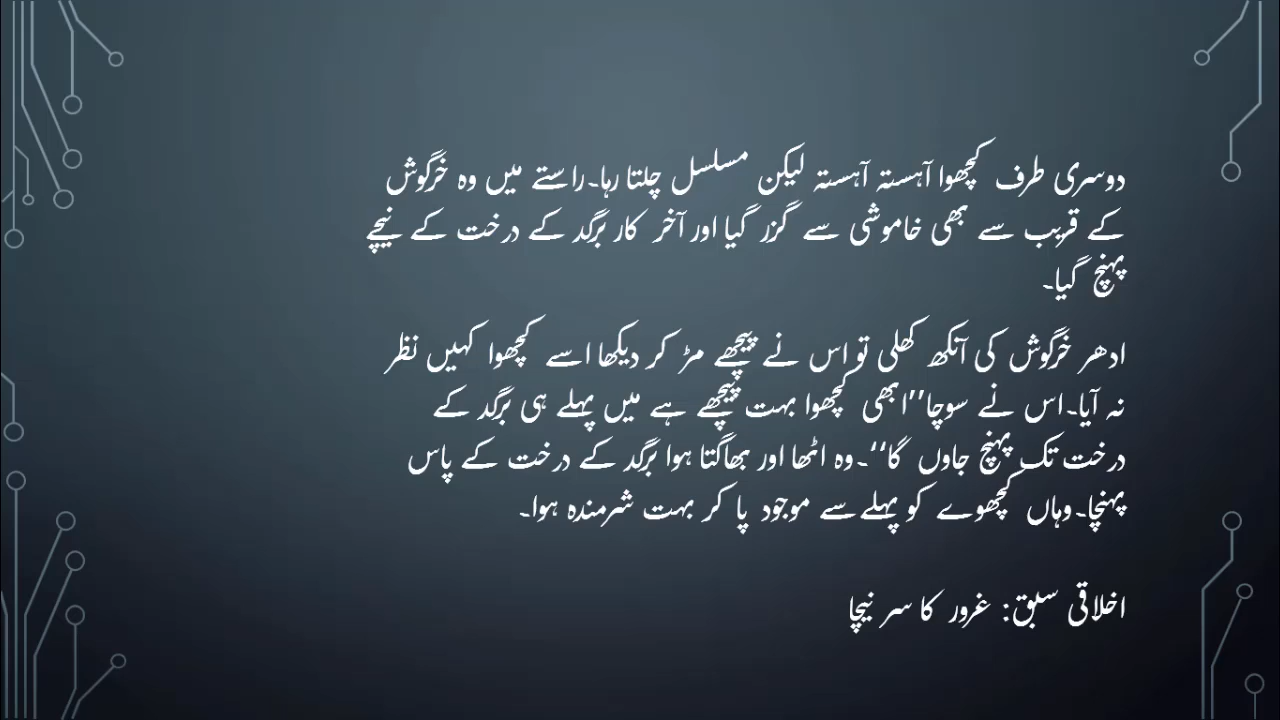 دوسری طرف کچھوا آہستہ آہستہ لیکن مسلسل چلتا رہا۔راستے میں وہ خرگوش
کے قریب سے بھی خاموشی سے گزر گیا اور آخر کار برگد کے درخت کے نیچے
پہنچ گیا۔
ادھر خرگوش کی آنکھ کھلی تو اس نے پیچھے مڑ کر دیکھا اسے کچھوا کہیں نظر
نہ آیا۔اس نے سوچا’’ابھی کچھوا بہت پیچھے ہے میں پہلے ہی برگد کے
درخت تک پہنچ جاوں گا‘‘۔وہ اٹھا اور بھاگتا ہوا برگد کے درخت کے پاس
پہنچا۔وہاں کچھوے کو پہلے سے موجود پا کر بہت شرمندہ ہوا۔
اخلاقی سبق: غرور کا سر نیچا